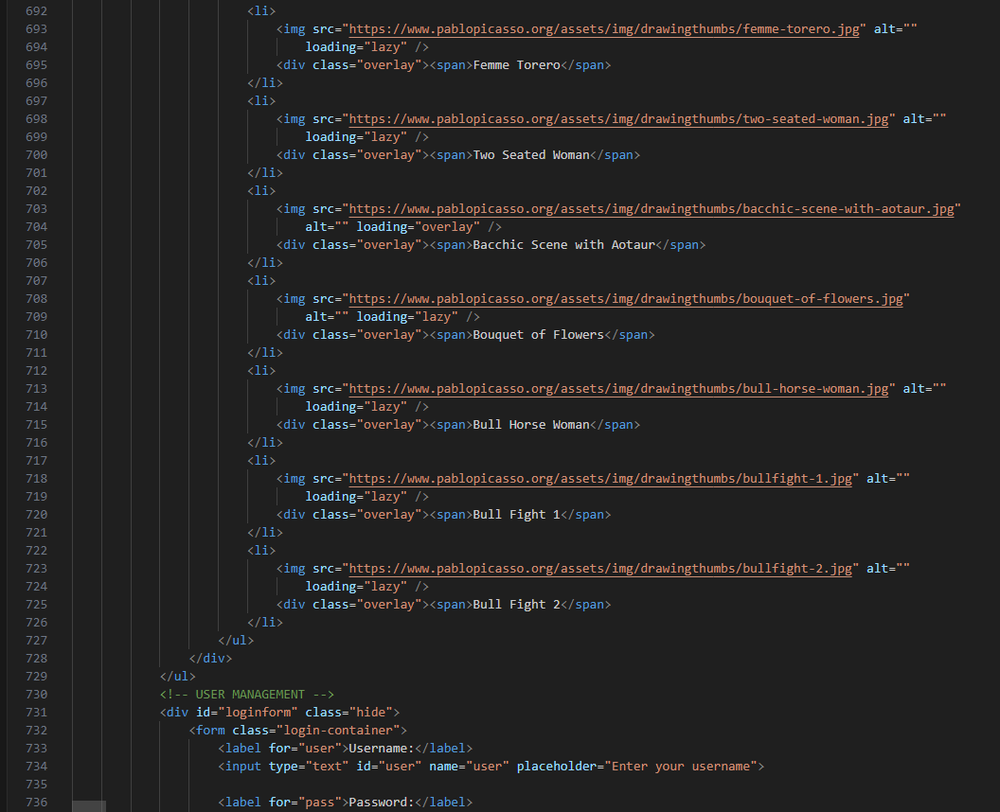 692 <li>
693 <img src="https://www.pablopicasso.org/assets/img/drawingthumbs/femme-torero.jpg" alt=""
694 loading="lazy" />
695 <div class="overlay"><span>Femme Torero</span>
696 </li>
697 <li>
698 <img src="https://www.pablopicasso.org/assets/img/drawingthumbs/two-seated-woman.jpg" alt=""
699 loading="lazy" />
700 <div class="overlay"><span>Two Seated Woman</span>
701 </li>
702 <li>
703 <img src="https://www.pablopicasso.org/assets/img/drawingthumbs/bacchic-scene-with-aotaur.jpg"
704 alt="" loading="overlay" />
705 <div class="overlay"><span>Bacchic Scene with Aotaur</span>
706 </li>
707 <li>
708 <img src="https://www.pablopicasso.org/assets/img/drawingthumbs/bouquet-of-flowers.jpg"
709 alt="" loading="lazy" />
710 <div class="overlay"><span>Bouquet of Flowers</span>
711 </li>
712 <li>
713 <img src="https://www.pablopicasso.org/assets/img/drawingthumbs/bull-horse-woman.jpg" alt=""
714 loading="lazy" />
715 <div class="overlay"><span>Bull Horse Woman</span>
716 </li>
717 <li>
718 <img src="https://www.pablopicasso.org/assets/img/drawingthumbs/bullfight-1.jpg" alt=""
719 loading="lazy" />
720 <div class="overlay"><span>Bull Fight 1</span>
721 </li>
722 <li>
723 <img src="https://www.pablopicasso.org/assets/img/drawingthumbs/bullfight-2.jpg" alt=""
724 loading="lazy" />
725 <div class="overlay"><span>Bull Fight 2</span>
726 </li>
727 </ul>
728 </div>
729 </ul>
730 <!-- USER MANAGEMENT -->
731 <div id="loginform" class="hide">
732 <form class="login-container">
733 <label for="user">Username:</label>
734 <input type="text" id="user" name="user" placeholder="Enter your username">
735
736 <label for="pass">Password:</label>